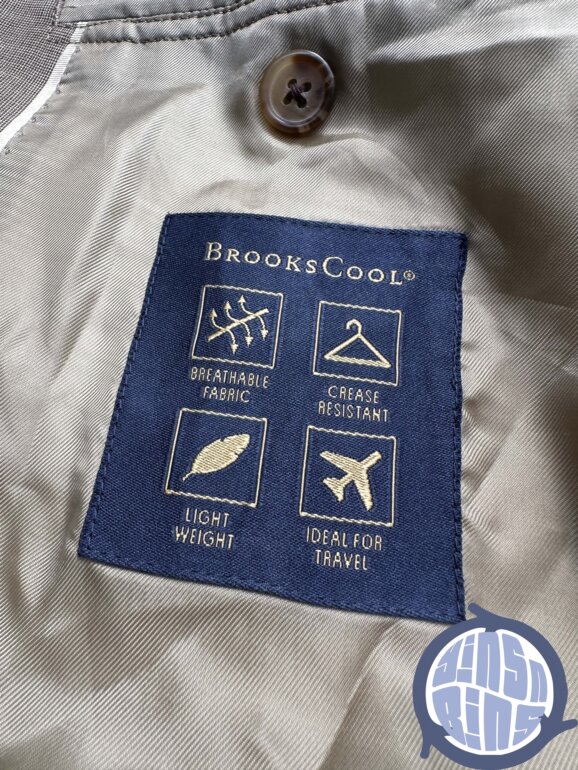 BROOKSCOOL®
BREATHABLE
FABRIC
CREASE
RESISTANT
LIGHT
WEIGHT
IDEAL FOR
TRAVEL